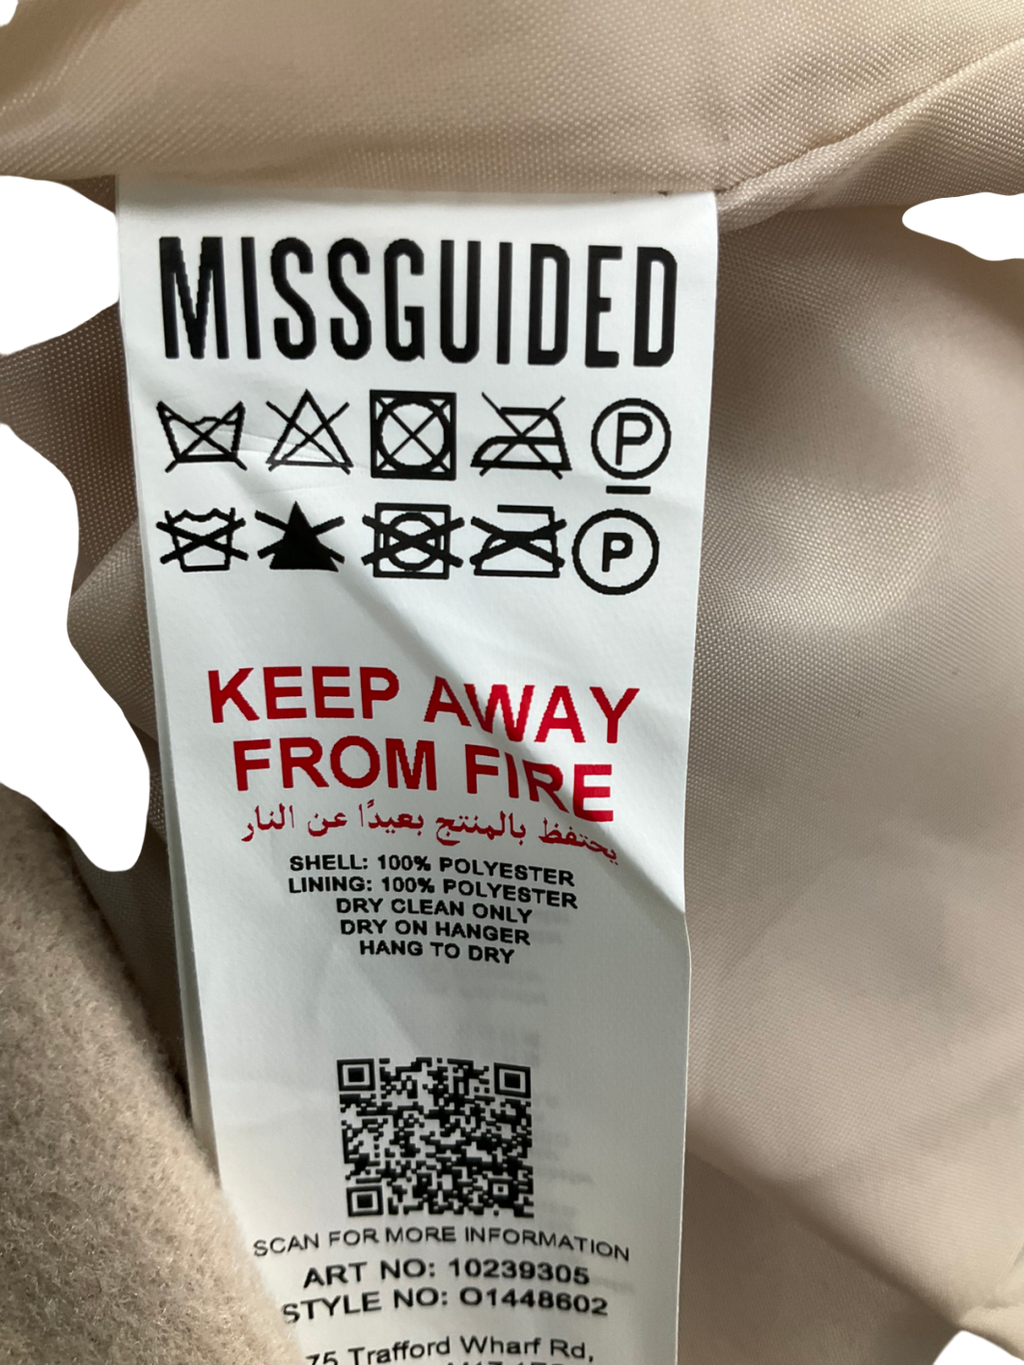 MISSGUIDED
P
P
KEEP AWAY
FROM FIRE
يحتفظ بالمنتج بعيدًا عن النار
SHELL: 100% POLYESTER
LINING: 100% POLYESTER
DRY CLEAN ONLY
DRY ON HANGER
HANG TO DRY
SCAN FOR MORE INFORMATION
ART NO: 10239305
STYLE NO: O1448602
75 Trafford Wharf Rd,